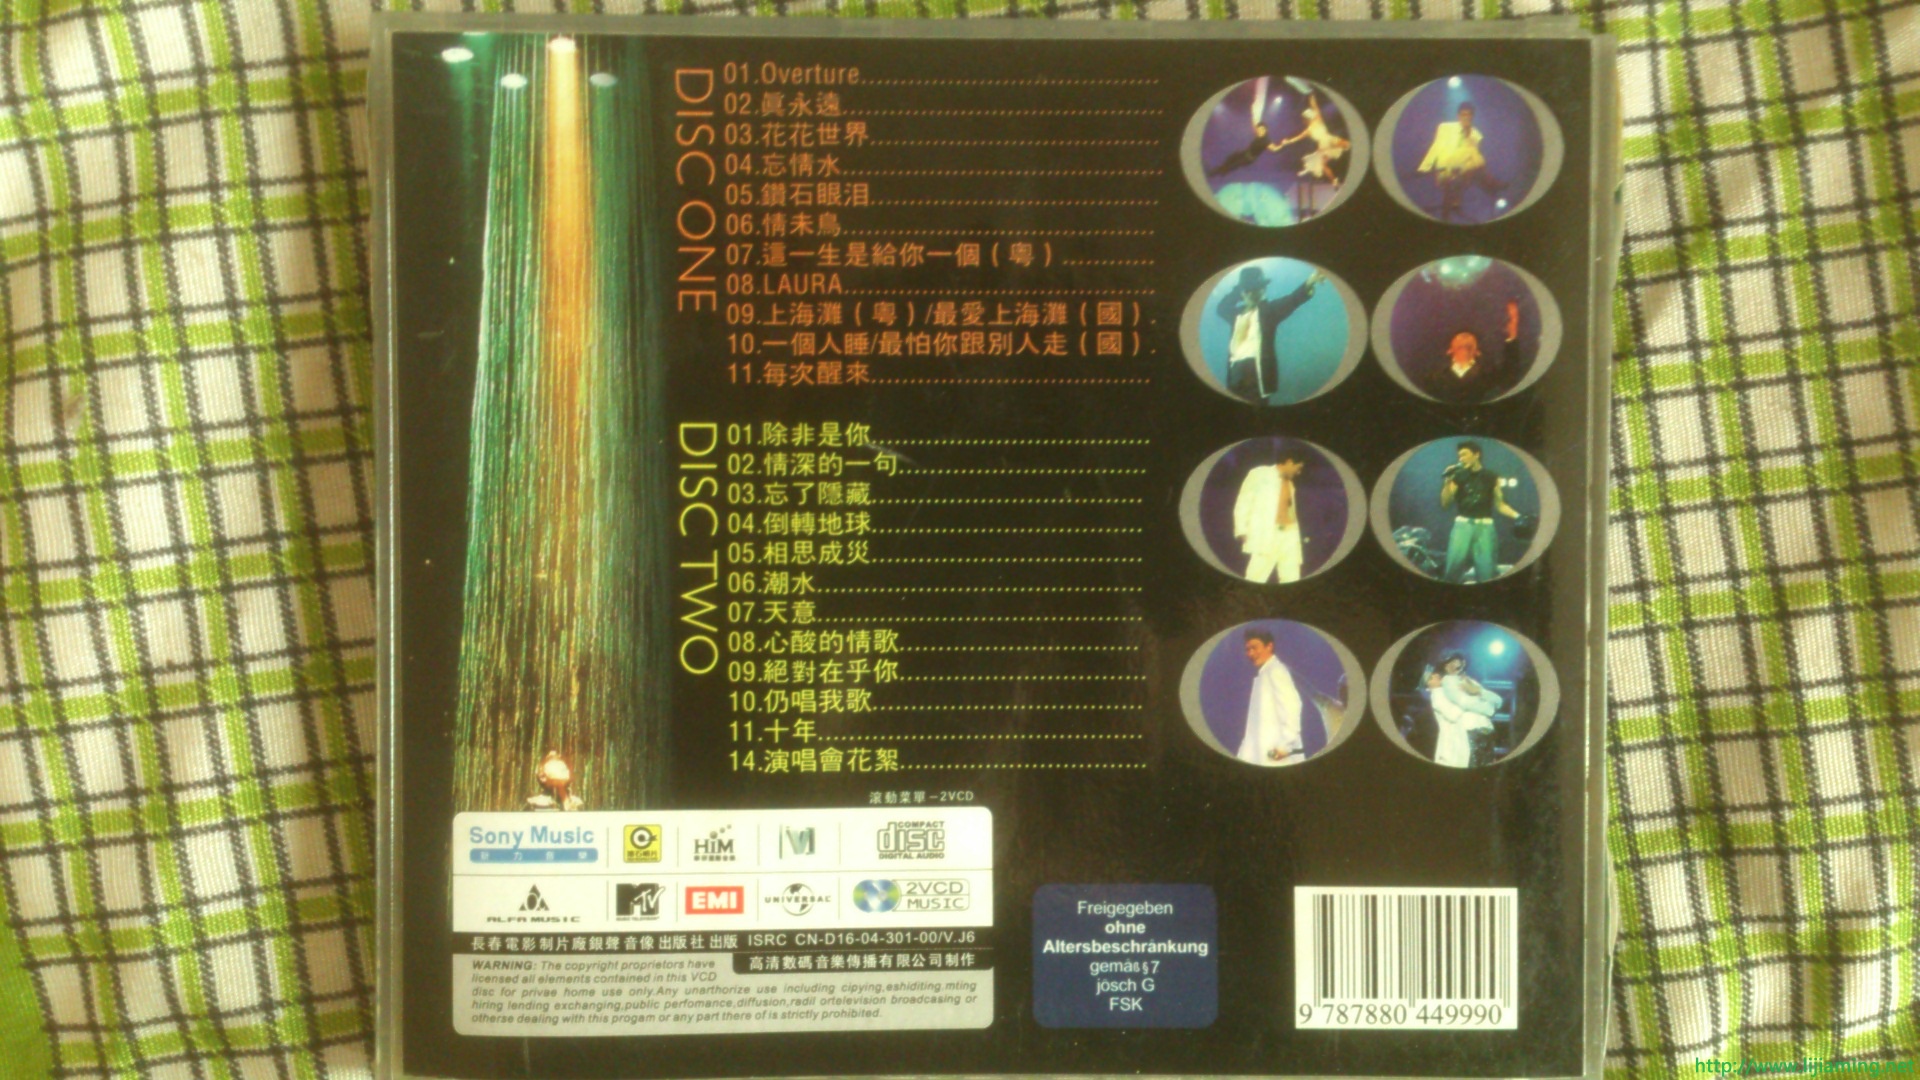 DISC ONE
01.Overture
02.眞永遠
03.花花世界
04.忘情水
05.鑽石眼泪
06.情未鳥
07.這一生是給你一個（粵）
08.LAURA
09.上海灘（粵）/最愛上海灘（國）
10.一個人睡/最怕你跟別人走（國）
11.每次醒來
DISC TWO
01.除非是你
02.情深的一句
03.忘了隱藏
04.倒轉地球
05.相思成災
06.潮水
07.天意
08.心酸的情歌
09.絕對在乎你
10.仍唱我歌
11.十年
14.演唱會花絮
滾動菜單-2VCD
Sony Music
HiM
COMPACT
disc
DIGITAL AUDIO
ALFA MUSIC
MTV
EMI
UNIVERSAL
2VCD
MUSIC
長春電影制片廠銀聲音像出版社出版 ISRC CN-D16-04-301-00/V.J6
高清數碼音樂傳播有限公司制作
WARNING: The copyright proprietors have
licensed all elements contained in this VCD
disc for privae home use only.Any unarthorize use including cipying,eshiditing,mting
hiring lending exchanging,public perfomance,diffusion,radil ortelevision broadcasing or
otherse dealing with this progam or any part there of is strictly prohibited.
Freigegeben
ohne
Altersbeschränkung
gemäß§7
jösch G
FSK
9 787880 449990
http://www.lijiaming.net